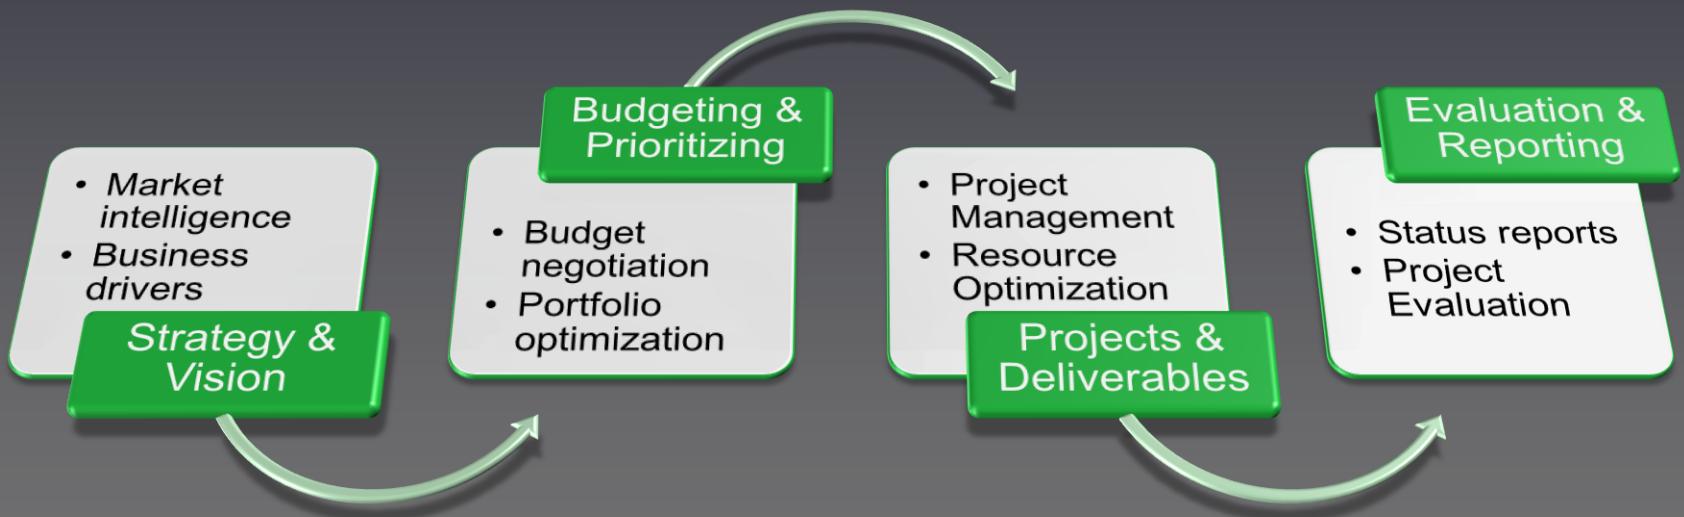 • Market
intelligence
• Business
drivers
Strategy &
Vision
Budgeting &
Prioritizing
• Budget
negotiation
• Portfolio
optimization
• Project
Management
• Resource
Optimization
Projects &
Deliverables
Evaluation &
Reporting
• Status reports
• Project
Evaluation